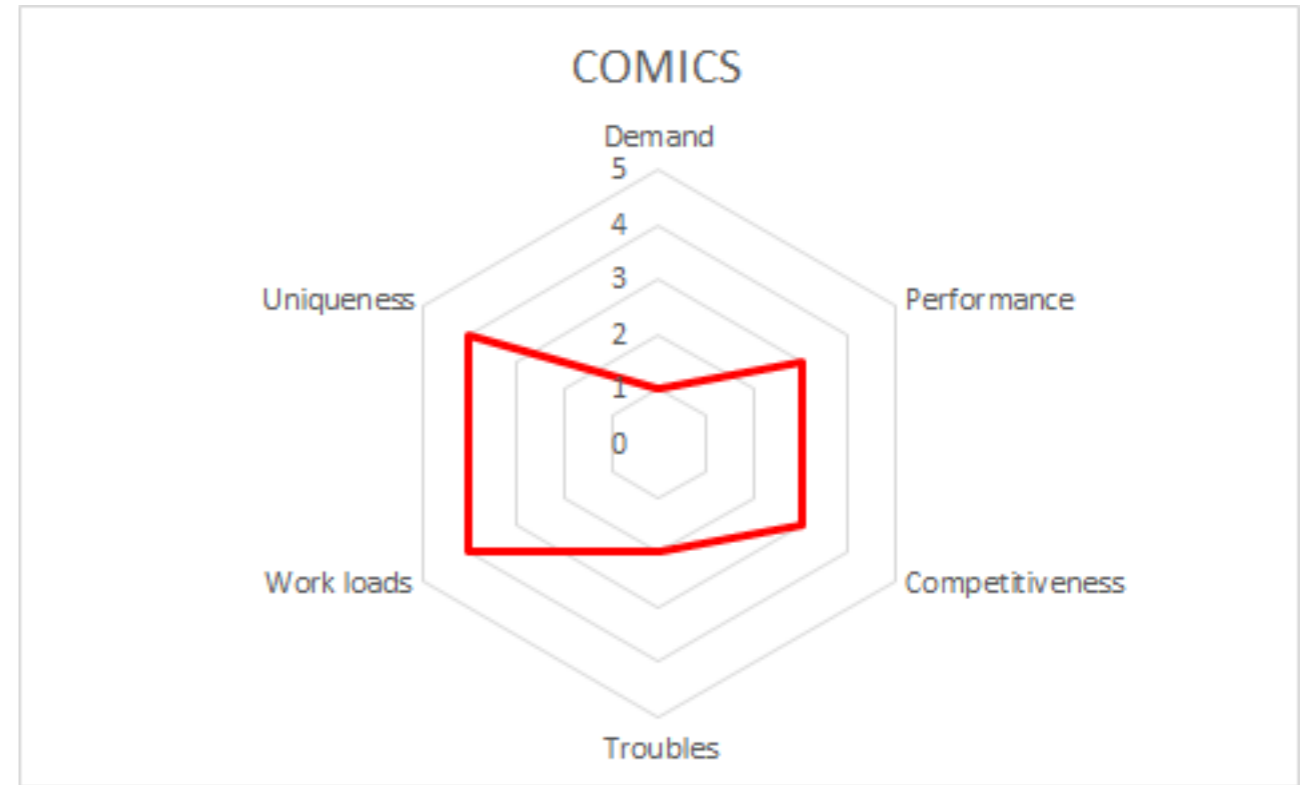 COMICS
Demand
5
4
3
2
1
0
Uniqueness
Performance
Work loads
Competitiveness
Troubles